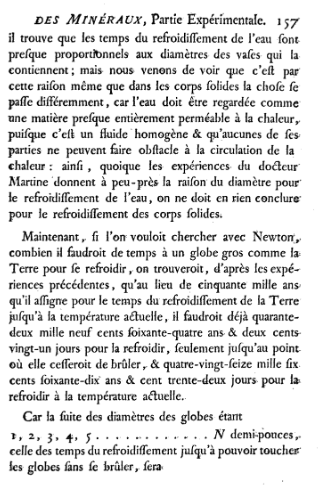 DES MINÉRAUX, Partie Expérimentale. 157
il trouve que les temps du refroidiſſement de l'eau ſont
preſque proportionnels aux diamètres des vaſes qui la
contiennent; mais nous venons de voir que c'eſt par
cette raiſon même que dans les corps ſolides la choſe ſe
paſſe différemment, car l'eau doit être regardée comme
une matière preſque entièrement perméable à la chaleur,
puiſque c'eſt un fluide homogène & qu'aucunes de ſes
parties ne peuvent faire obſtacle à la circulation de la
chaleur : ainſi, quoique les expériences du docteur
Martine donnent à peu-près la raiſon du diamètre pour
le refroidiſſement de l'eau, on ne doit en rien conclure
pour le refroidiſſement des corps ſolides.
Maintenant, ſi l'on vouloit chercher avec Newton,
combien il faudroit de temps à un globe gros comme la
Terre pour ſe refroidir, on trouveroit, d'après les expé-
riences précédentes, qu'au lieu de cinquante mille ans
qu'il aſſigne pour le temps du refroidiſſement de la Terre
juſqu'à la température actuelle, il faudroit déjà quarante-
deux mille neuf cents ſoixante-quatre ans & deux cents
vingt-un jours pour la refroidir, ſeulement juſqu'au point
où elle ceſſeroit de brûler, & quatre-vingt-ſeize mille ſix
cents ſoixante-dix ans & cent trente-deux jours pour la
refroidir à la température actuelle.
Car la ſuite des diamètres des globes étant
1, 2, 3, 4, 5 . . . . . . . . . . . . N demi-pouces,
celle des temps du refroidiſſement juſqu'à pouvoir toucher
les globes ſans ſe brûler, ſera